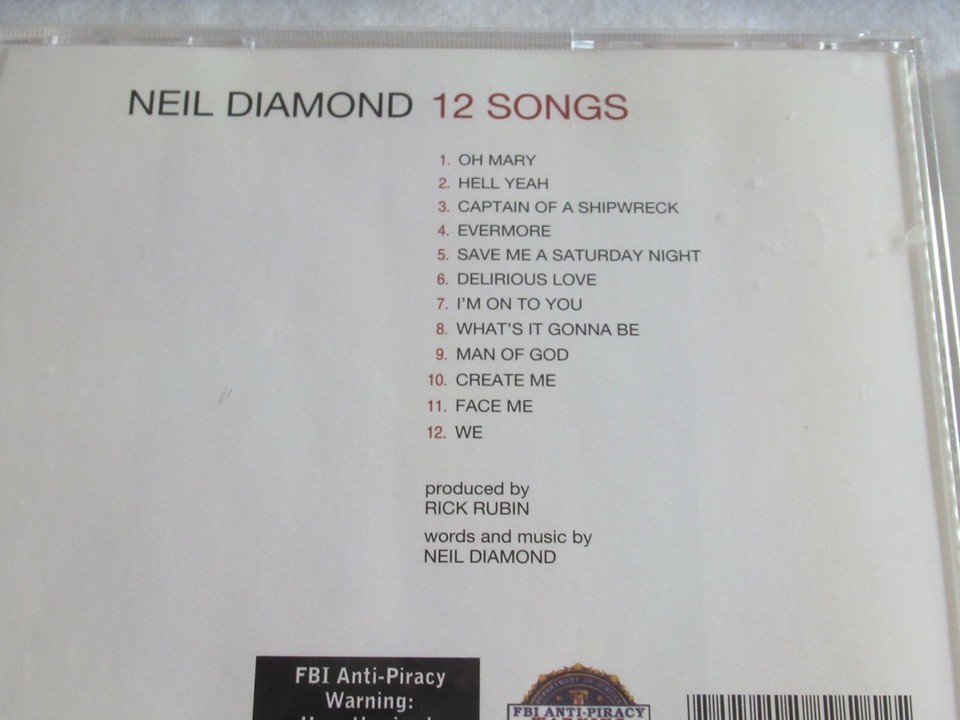 NEIL DIAMOND 12 SONGS
1. OH MARY
2. HELL YEAH
3. CAPTAIN OF A SHIPWRECK
4. EVERMORE
5. SAVE ME A SATURDAY NIGHT
6. DELIRIOUS LOVE
7. I'M ON TO YOU
8. WHAT'S IT GONNA BE
9. MAN OF GOD
10. CREATE ME
11. FACE ME
12. WE
produced by
RICK RUBIN
words and music by
NEIL DIAMOND
FBI Anti-Piracy
Warning:
DEPARTMENT OF JUSTICE
FBI ANTI-PIRACY